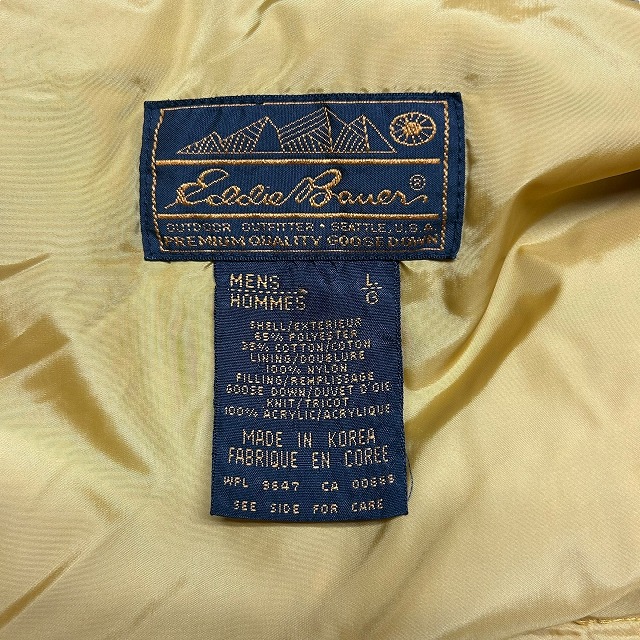 Eddie Bauer®
OUTDOOR OUTFITTER · SEATTLE, U.S.A.
PREMIUM QUALITY GOOSE DOWN
MENS L
HOMMES G
SHELL/EXTERIEUR
65% POLYESTER
35% COTTON/COTON
LINING/DOUBLURE
100% NYLON
FILLING/REMPLISSAGE
GOOSE DOWN/DUVET D'OIE
KNIT/TRICOT
100% ACRYLIC/ACRYLIQUE
MADE IN KOREA
FABRIQUE EN COREE
WPL 9647 CA
SEE SIDE FOR CARE